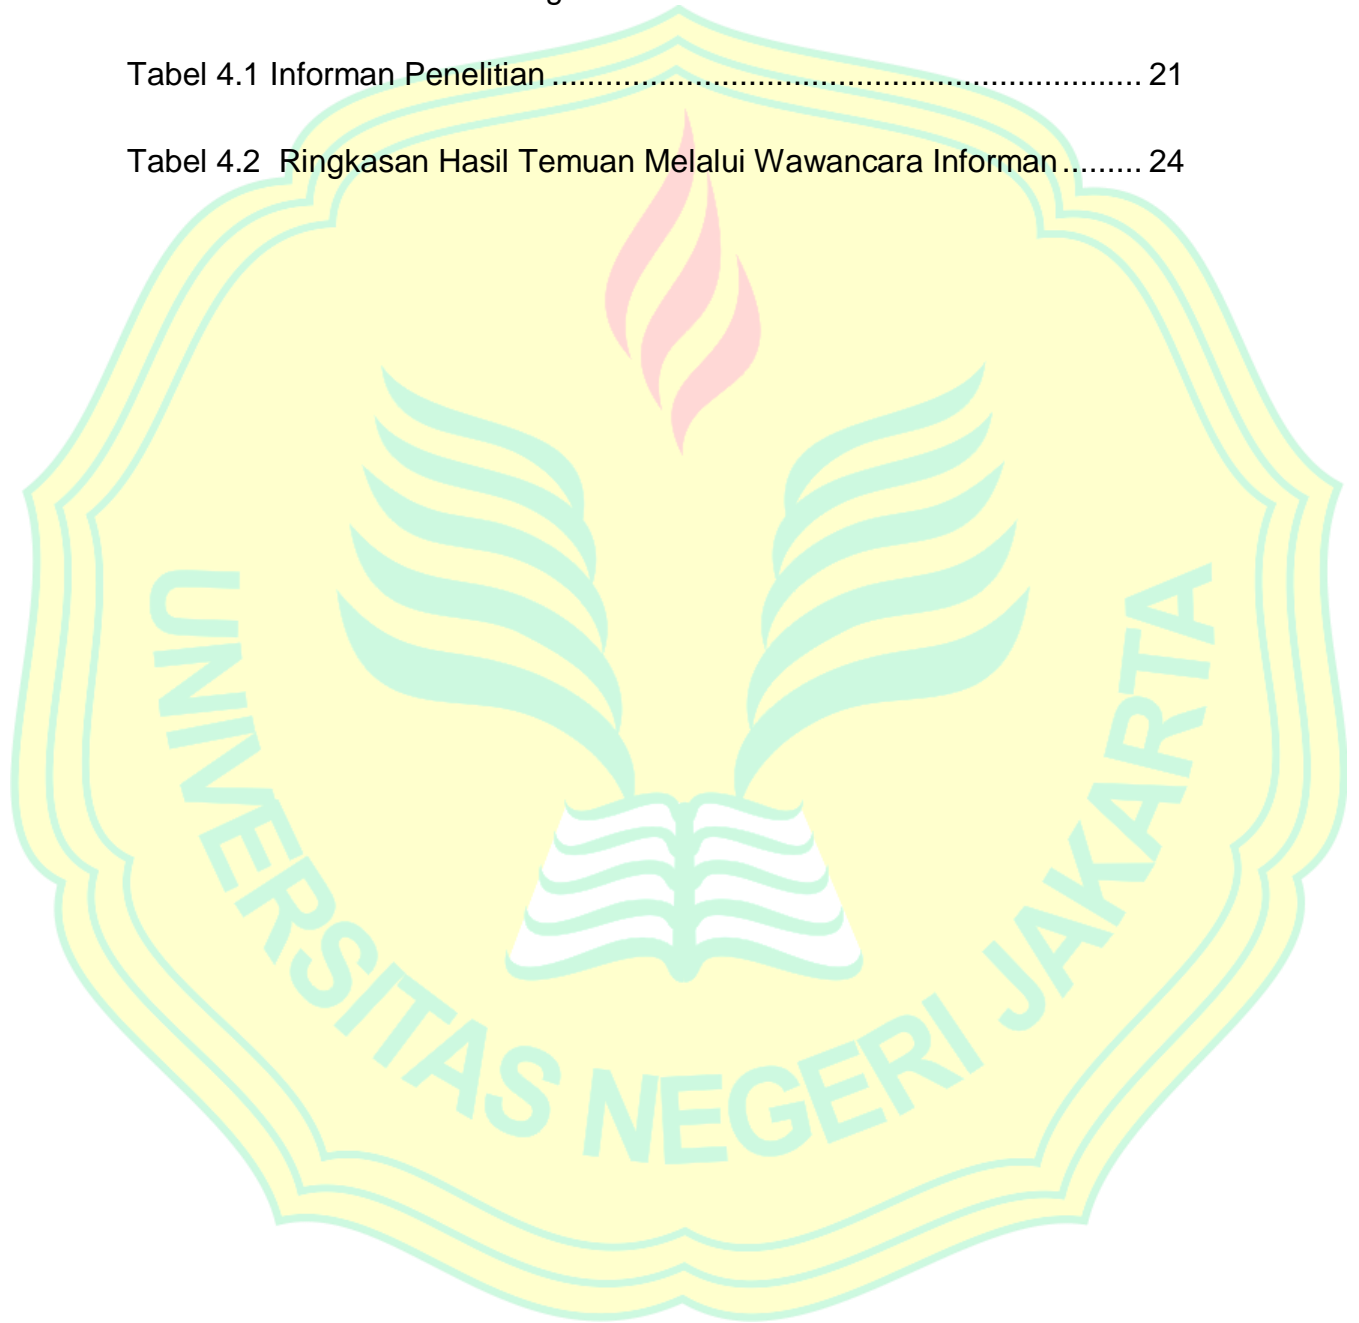 Tabel 4.1 Informan Penelitian .................................................................. 21
Tabel 4.2  Ringkasan Hasil Temuan Melalui Wawancara Informan ......... 24
UNIVERSITAS NEGERI JAKARTA